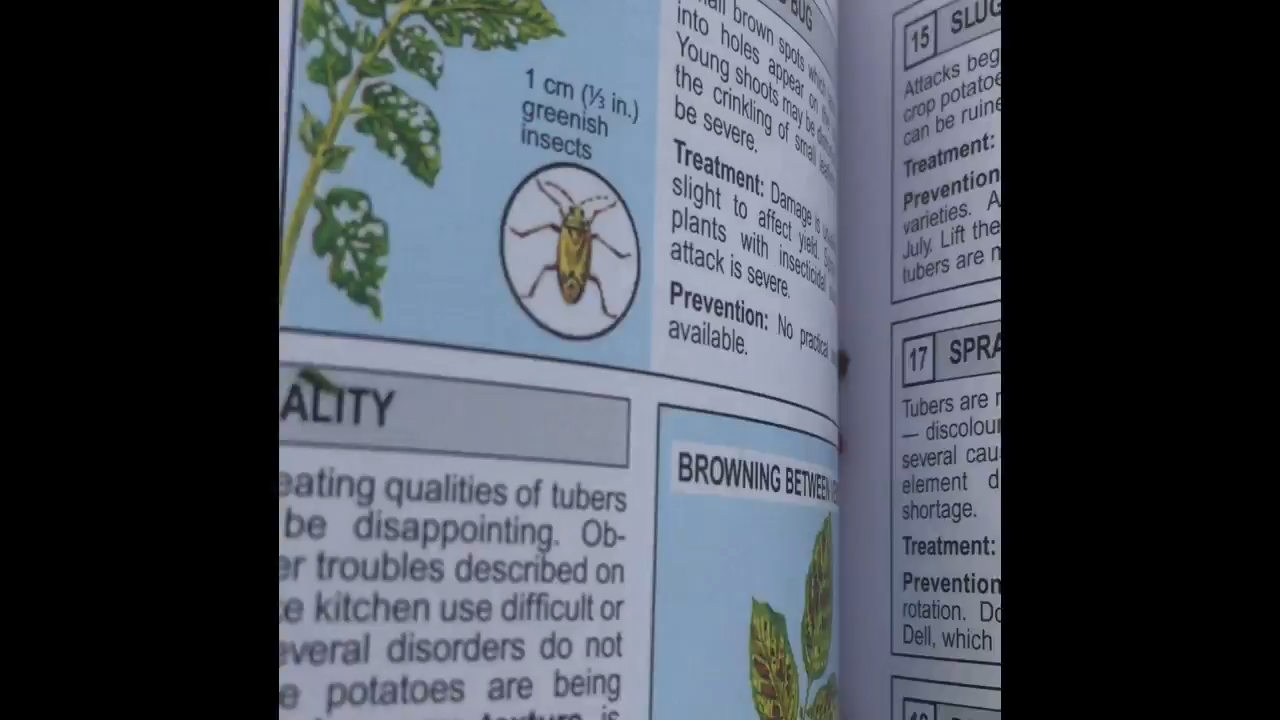 1 cm (⅓ in.)
greenish
insects
BUG
brown spots
into holes appear on
Young shoots may be
the crinkling of small
be severe.
Treatment: Damage is
slight to affect yield.
plants with insecticidal
attack is severe.
Prevention: No practical
available.
ALITY
eating qualities of tubers
be disappointing. Ob-
er troubles described on
kitchen use difficult or
everal disorders do not
potatoes are being
BROWNING BETWEEN
15 SLUG
Attacks beg
crop potatoe
can be ruine
Treatment:
Prevention
varieties. A
July. Lift the
tubers are
17 SPRA
Tubers are
— discolou
several cau
element d
shortage.
Treatment:
Prevention
rotation. Do
Dell, which